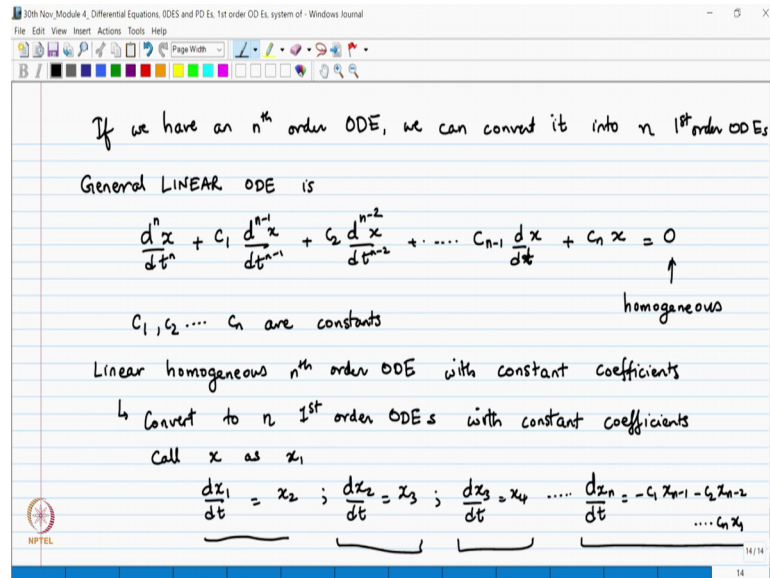 30th Nov_Module 4_ Differential Equations, ODES and PD Es, 1st order OD Es, system of - Windows Journal
File Edit View Insert Actions Tools Help
Page Width
B I
If we have an nth order ODE, we can convert it into n 1st order ODEs
General LINEAR ODE is
d^n x/dt^n + C1 d^(n-1) x/dt^(n-1) + C2 d^(n-2) x/dt^(n-2) + ..... Cn-1 dx/dt + Cn x = 0
↑
homogeneous
C1, C2 .... Cn are constants
Linear homogeneous nth order ODE with constant coefficients
↳ Convert to n 1st order ODEs with constant coefficients
Call x as x1
dx1/dt = x2 ; dx2/dt = x3 ; dx3/dt = x4 ..... dxn/dt = -C1 xn-1 - C2 xn-2
.... Cn x1
NPTEL
14/14
14